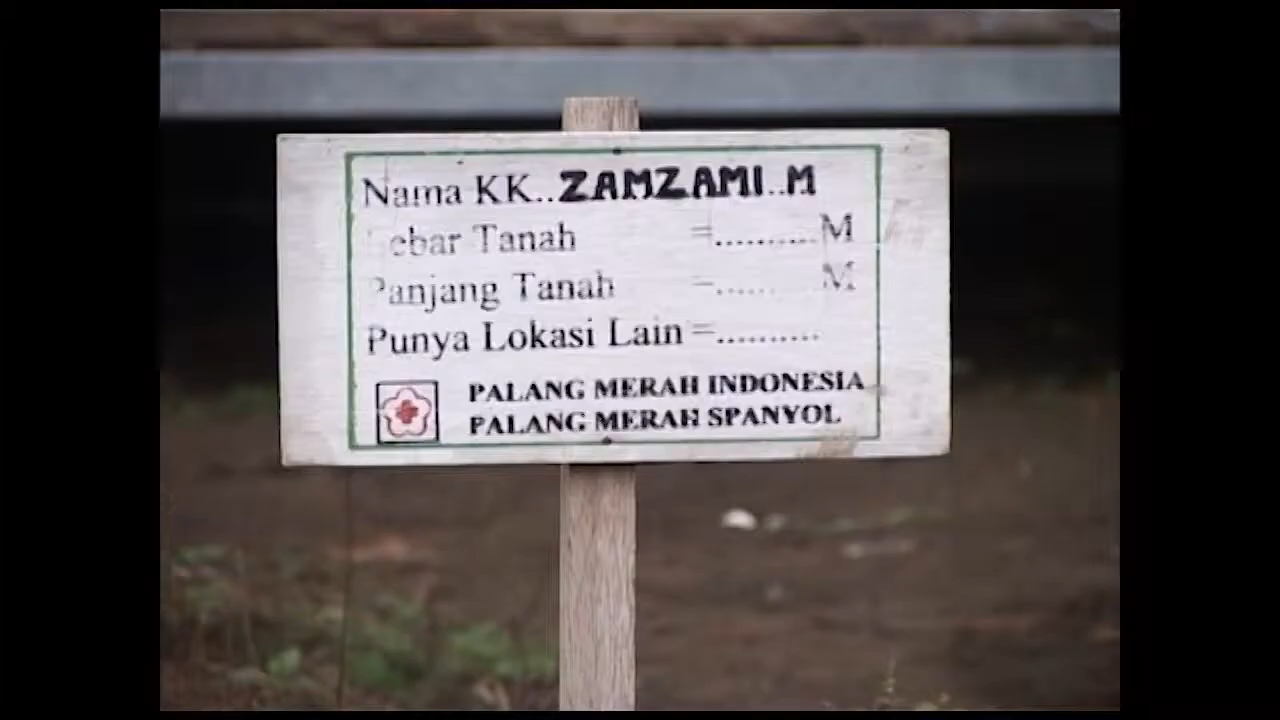 Nama KK..ZAMZAMI..M
Lebar Tanah =..........M
Panjang Tanah =.......... M
Punya Lokasi Lain =..........
PALANG MERAH INDONESIA
PALANG MERAH SPANYOL